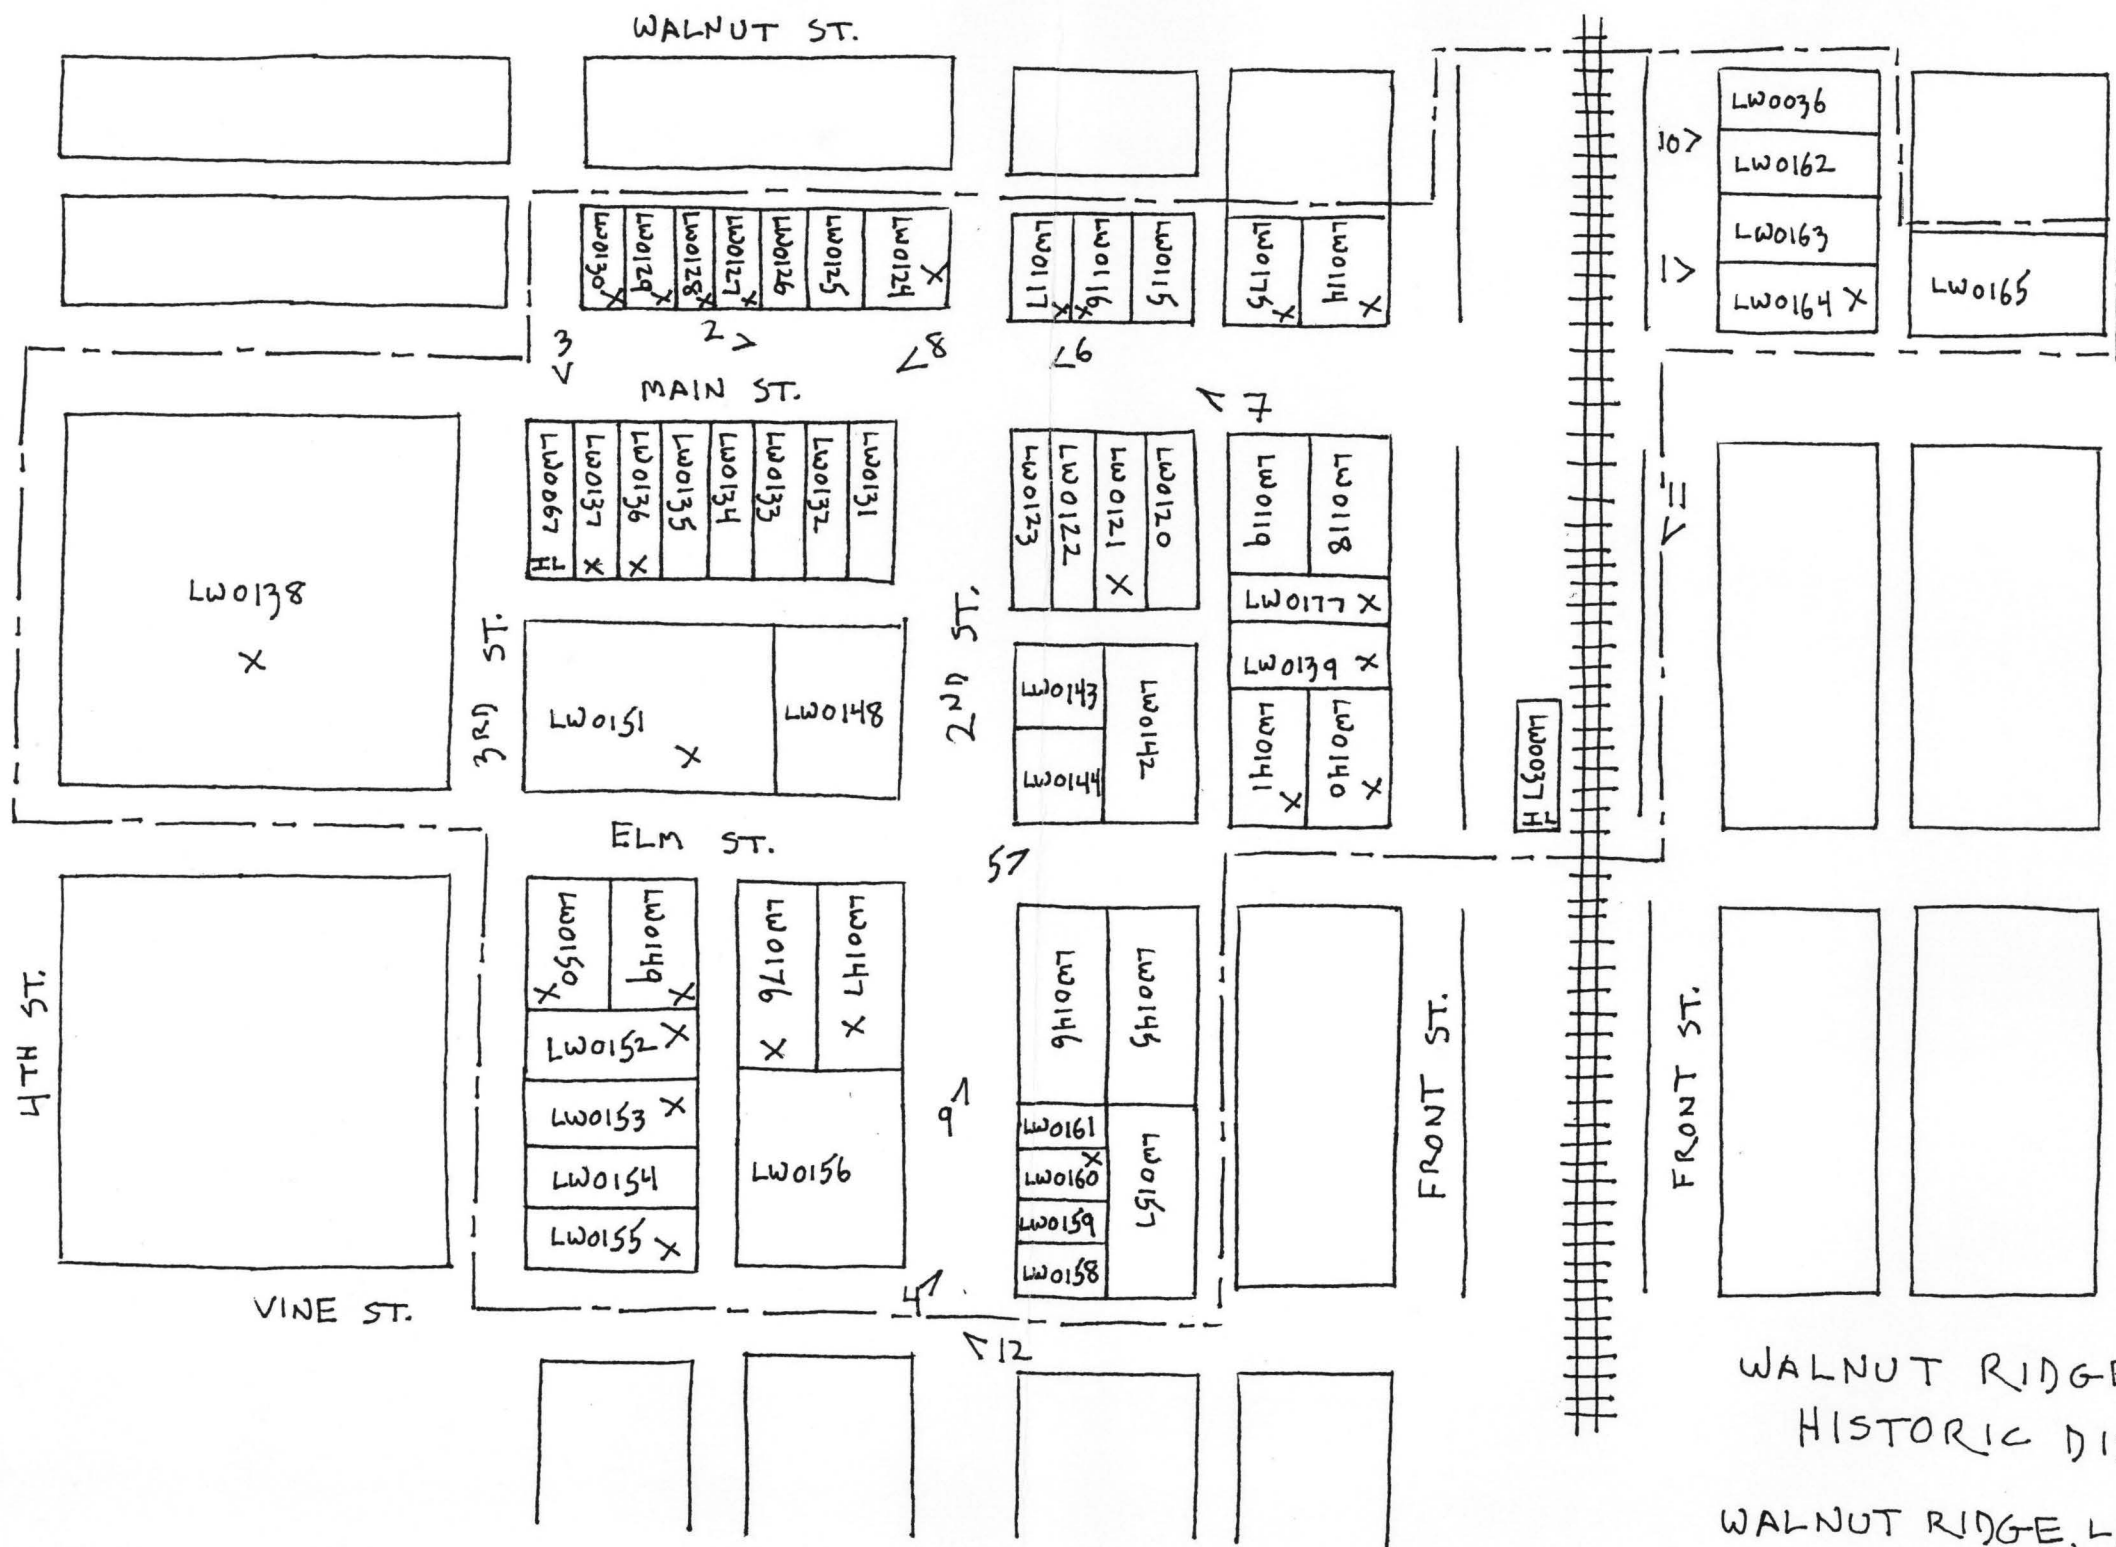 WALNUT ST.
LW0130 X
LW0129 X
LW0128 X
LW0127 X
LW0126
LW0125
LW0124 X
LW0117 X
LW0116 X
LW0115
LW0175 X
LW0114 X
10>
LW0036
LW0162
LW0163
1>
LW0164 X
LW0165
3
2 >
<8
<6
MAIN ST.
7
LW0067 HL
LW0137 X
LW0136 X
LW0135
LW0134
LW0133
LW0132
LW0131
LW0123
LW0122
LW0121 X
LW0120
LW0119
LW0118
LW0177 X
LW0139 X
LW0141 X
LW0140 X
11
LW0138
X
3RD ST.
LW0151 X
LW0148
2ND ST.
LW0143
LW0144
LW0142
LW0037 HL
ELM ST.
5
LW0150 X
LW0149 X
LW0152 X
LW0153 X
LW0154
LW0155 X
LW0176 X
LW0147 X
LW0156
9
LW0146
LW0145
LW0161
LW0160 X
LW0159
LW0158
LW0157
4TH ST.
FRONT ST.
FRONT ST.
VINE ST.
4
12
WALNUT RIDGE
HISTORIC DI
WALNUT RIDGE, L